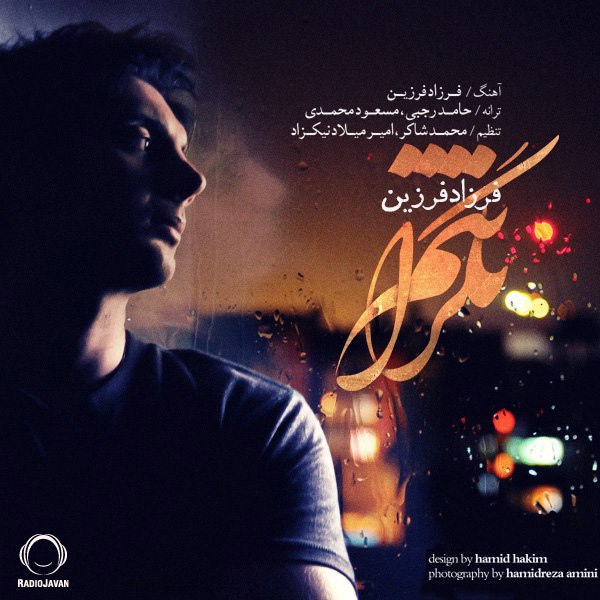 آهنگ / فرزاد فرزین
ترانه / حامد رجبی، مسعود محمدی
تنظیم / محمد شاکر، امیر میلاد نیکزاد
فرزاد فرزین
RADIOJAVAN
design by hamid hakim
photography by hamidreza amini